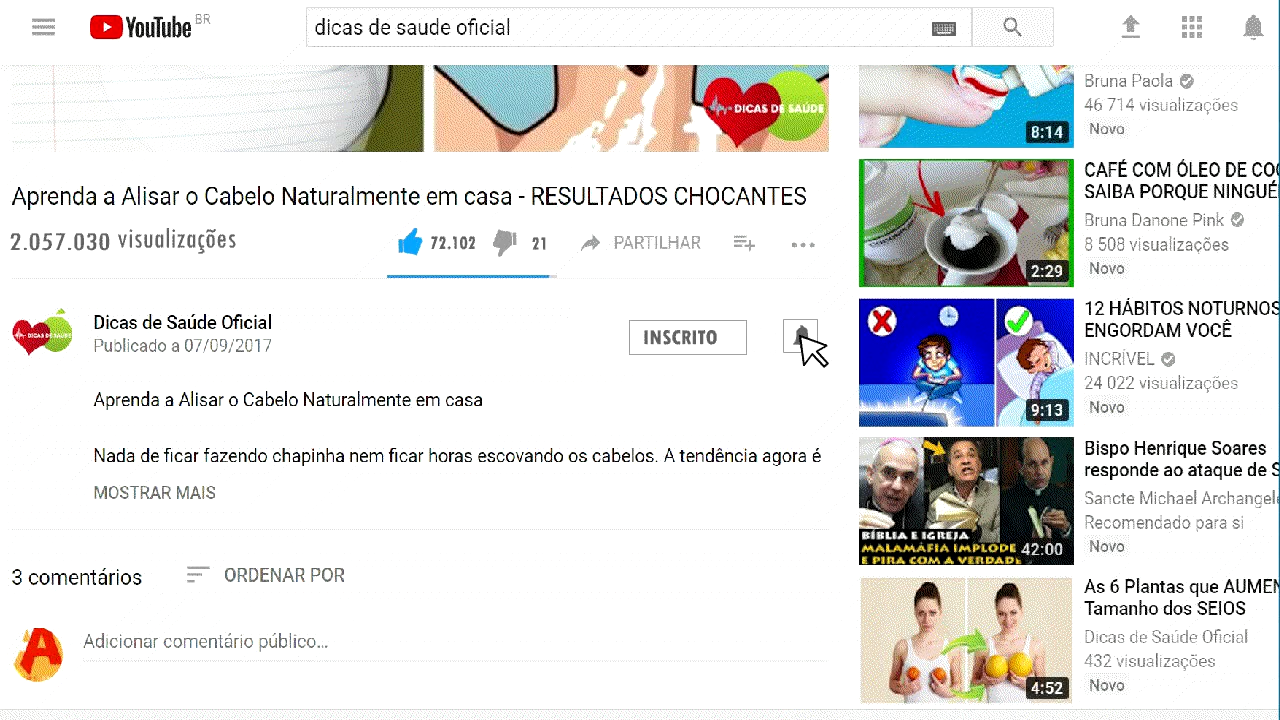 YouTube BR
dicas de saude oficial
DICAS DE SAÚDE
Aprenda a Alisar o Cabelo Naturalmente em casa - RESULTADOS CHOCANTES
2.057.030 visualizações
72.102
21
PARTILHAR
DICAS DE SAÚDE
Dicas de Saúde Oficial
Publicado a 07/09/2017
INSCRITO
Aprenda a Alisar o Cabelo Naturalmente em casa
Nada de ficar fazendo chapinha nem ficar horas escovando os cabelos. A tendência agora é
MOSTRAR MAIS
3 comentários
ORDENAR POR
A
Adicionar comentário público...
8:14
Bruna Paola
46 714 visualizações
Novo
2:29
CAFÉ COM ÓLEO DE COC
SAIBA PORQUE NINGUÉ
Bruna Danone Pink
8 508 visualizações
Novo
9:13
12 HÁBITOS NOTURNOS
ENGORDAM VOCÊ
INCRÍVEL
24 022 visualizações
Novo
BÍBLIA E IGREJA
MALAMÁFIA IMPLODE
E PIRA COM A VERDADE
42:00
Bispo Henrique Soares
responde ao ataque de S
Sancte Michael Archangele
Recomendado para si
Novo
4:52
As 6 Plantas que AUMEN
Tamanho dos SEIOS
Dicas de Saúde Oficial
432 visualizações
Novo